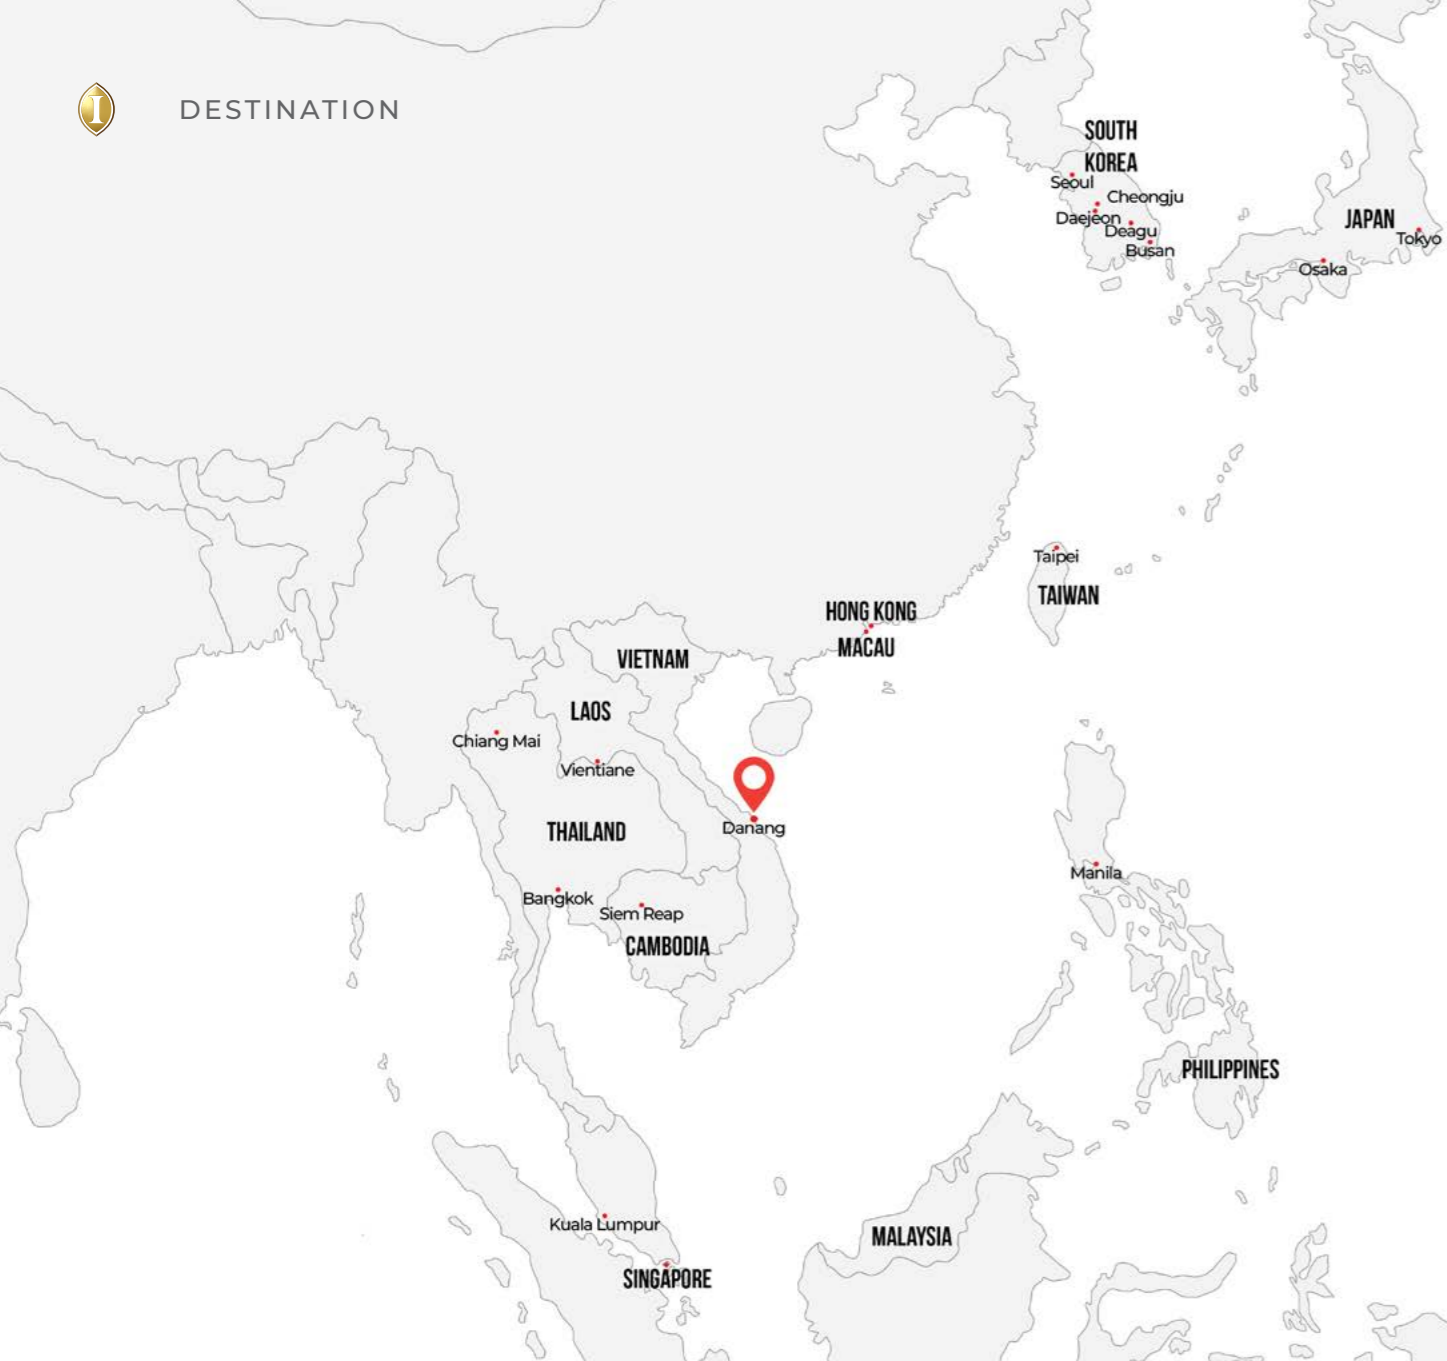 I
DESTINATION
SOUTH
KOREA
Seoul
Cheongju
Daejeon
Deagu
Busan
JAPAN
Tokyo
Osaka
Taipei
TAIWAN
HONG KONG
MACAU
VIETNAM
LAOS
Chiang Mai
Vientiane
THAILAND
Danang
Manila
Bangkok
Siem Reap
CAMBODIA
PHILIPPINES
Kuala Lumpur
MALAYSIA
SINGAPORE